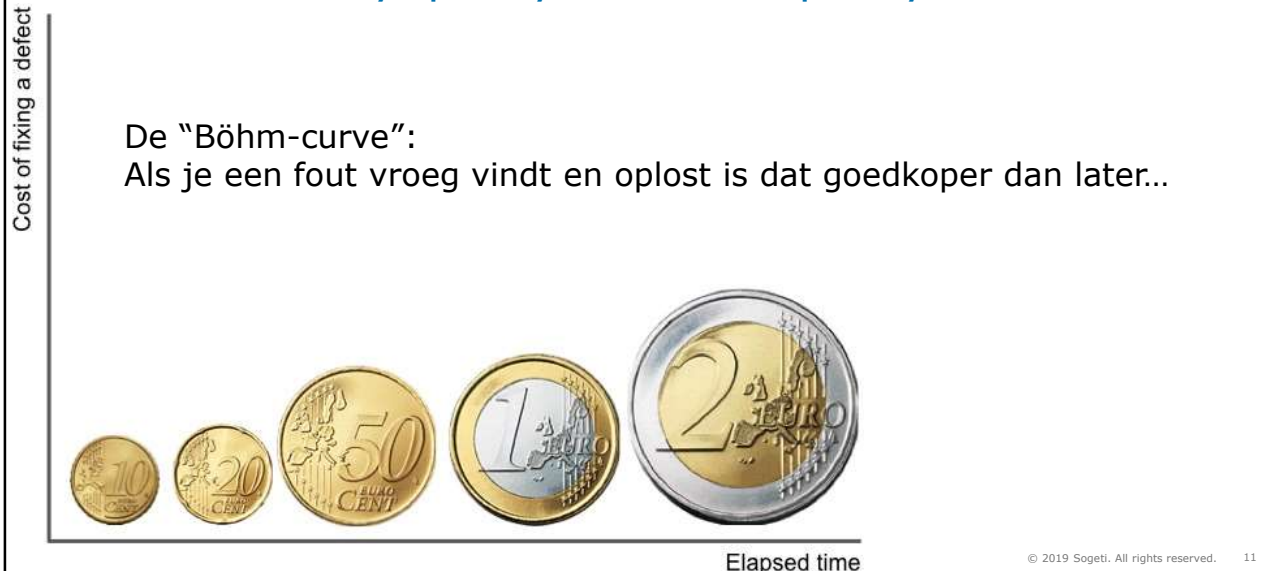 Cost of fixing a defect
De “Böhm-curve”:
Als je een fout vroeg vindt en oplost is dat goedkoper dan later…
10
EURO
CENT
20
EURO
CENT
50
EURO
CENT
1
EURO
2
EURO
Elapsed time
© 2019 Sogeti. All rights reserved. 11